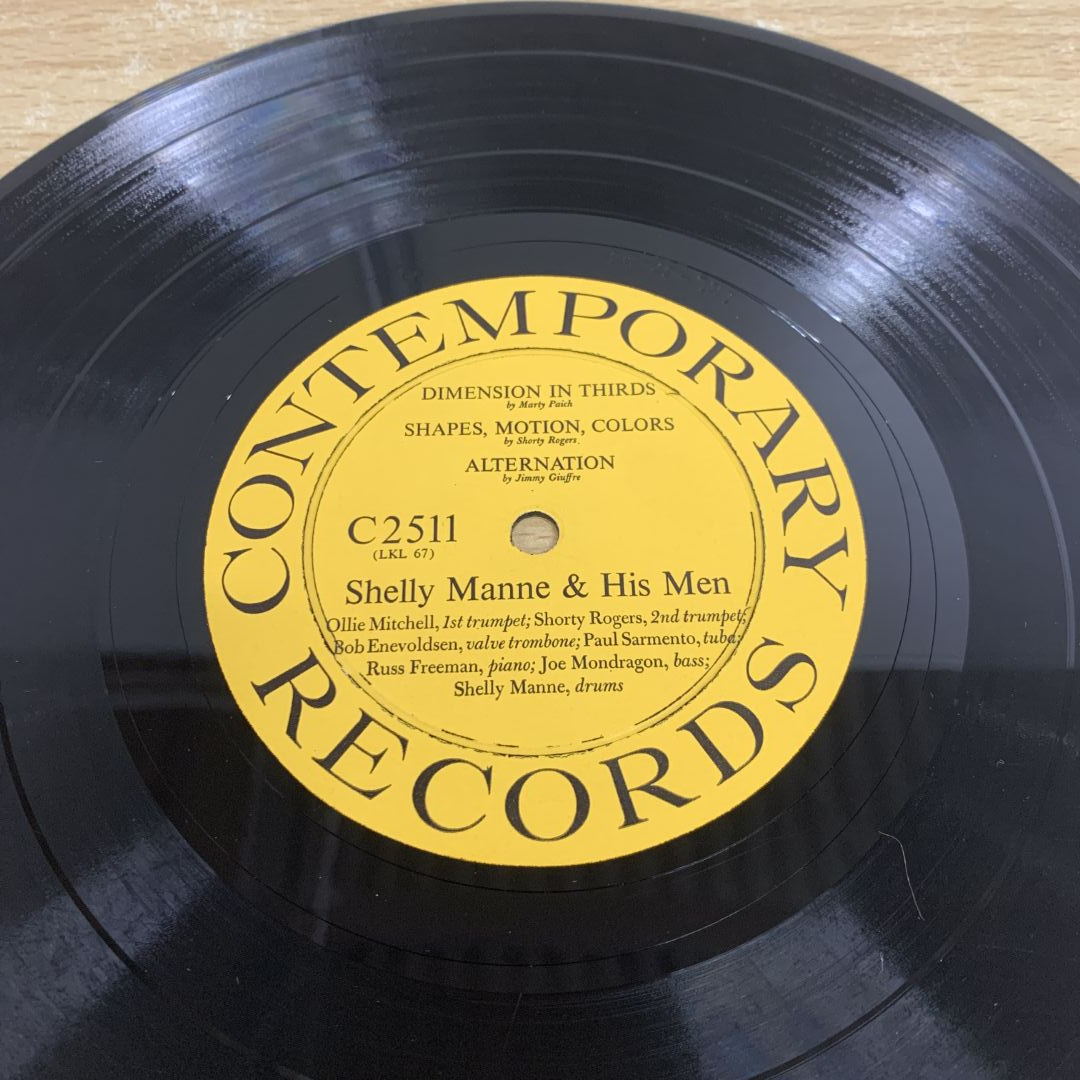 CONTEMPORARY
DIMENSION IN THIRDS
by Marty Paich
SHAPES, MOTION, COLORS
by Shorty Rogers
ALTERNATION
by Jimmy Giuffre
C2511
(LKL 67)
Shelly Manne & His Men
Ollie Mitchell, 1st trumpet; Shorty Rogers, 2nd trumpet;
Bob Enevoldsen, valve trombone; Paul Sarmento, tuba;
Russ Freeman, piano; Joe Mondragon, bass;
Shelly Manne, drums
RECORDS